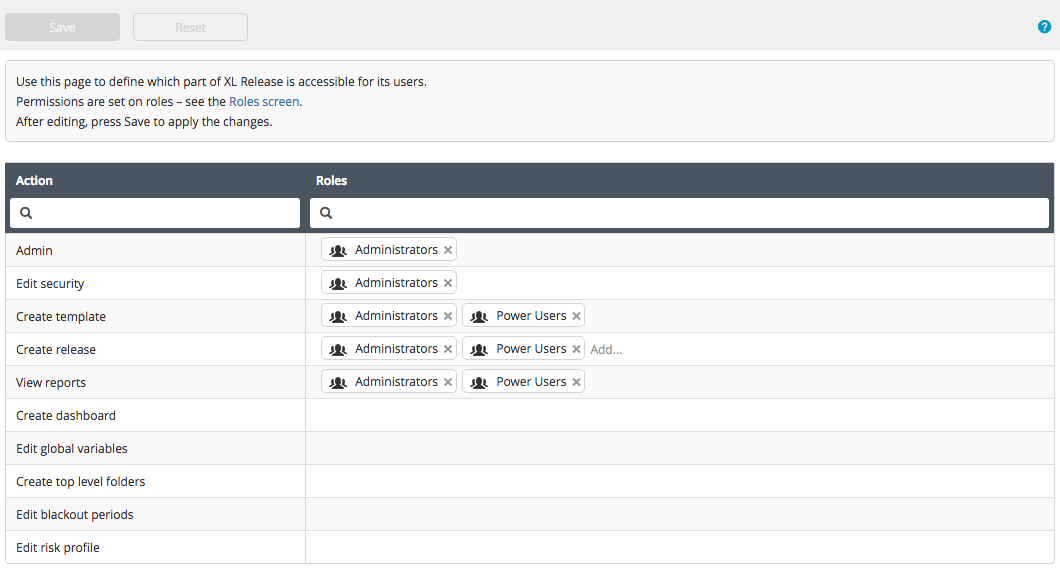 Save Reset ?
Use this page to define which part of XL Release is accessible for its users.
Permissions are set on roles – see the Roles screen.
After editing, press Save to apply the changes.
Action Roles
Admin Administrators ×
Edit security Administrators ×
Create template Administrators × Power Users ×
Create release Administrators × Power Users × Add...
View reports Administrators × Power Users ×
Create dashboard
Edit global variables
Create top level folders
Edit blackout periods
Edit risk profile